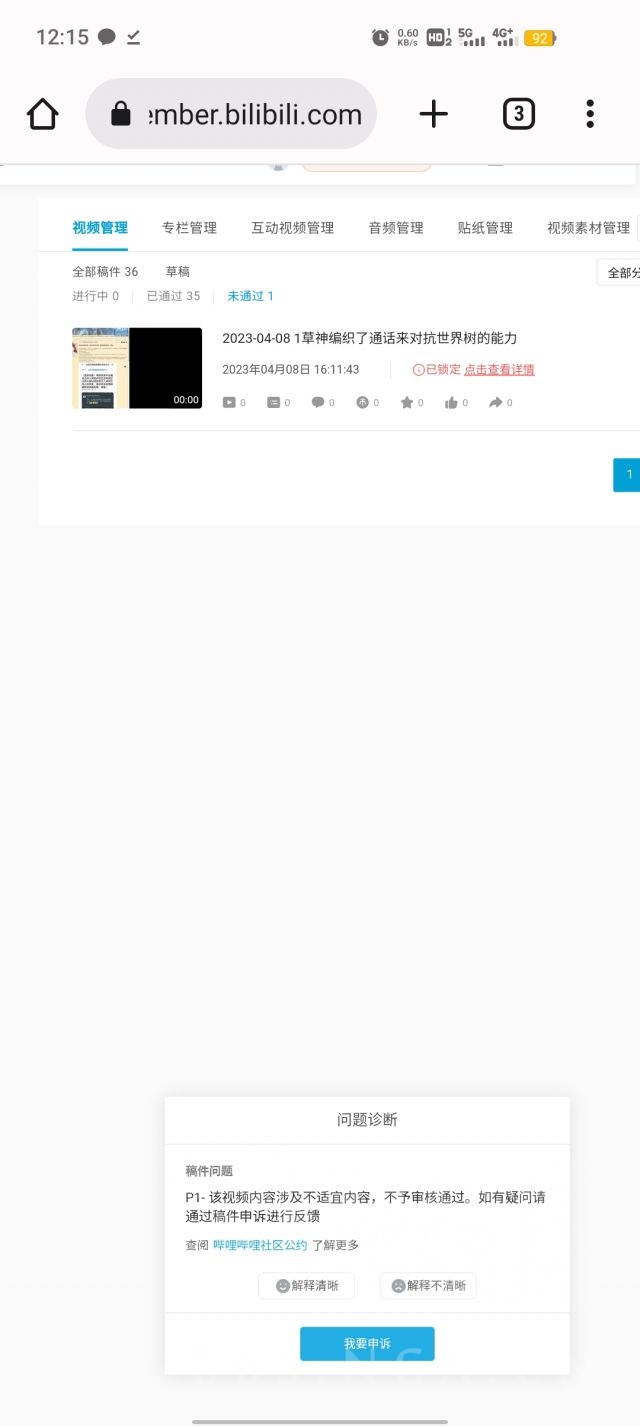 12:15
0.60
KB/s
HD 1 2
5G
4G+
92
ember.bilibili.com
3
视频管理 专栏管理 互动视频管理 音频管理 贴纸管理 视频素材管理
全部稿件 36 草稿
全部分
进行中 0 已通过 35 未通过 1
2023-04-08 1草神编织了通话来对抗世界树的能力
2023年04月08日 16:11:43 已锁定 点击查看详情
00:00
0 0 0 0 0 0 0
1
问题诊断
稿件问题
P1- 该视频内容涉及不适宜内容，不予审核通过。如有疑问请
通过稿件申诉进行反馈
查阅 哔哩哔哩社区公约 了解更多
解释清晰 解释不清晰
我要申诉